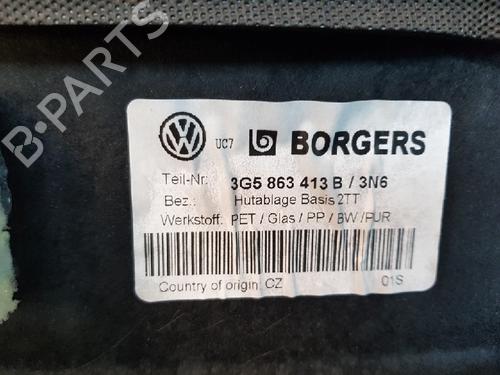 UC7 BORGERS
Teil-Nr: 3G5 863 413 B / 3N6
Bez.: Hutablage Basis 2TT
Werkstoff: PET / Glas / PP / BW /PUR
Country of origin: CZ 01S
B-PARTS